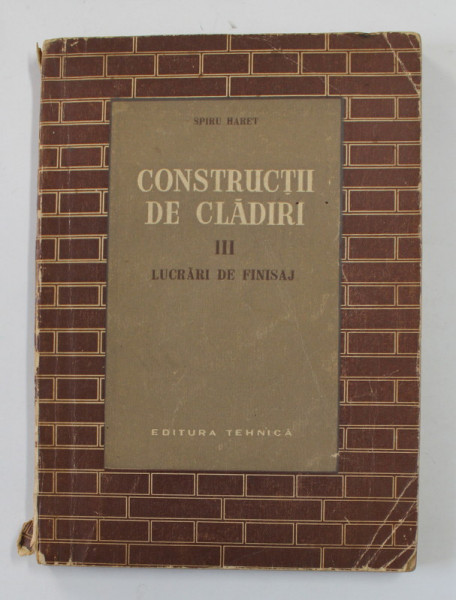 SPIRU HARET
CONSTRUCȚII
DE CLĂDIRI
III
LUCRĂRI DE FINISAJ
EDITURA TEHNICĂ